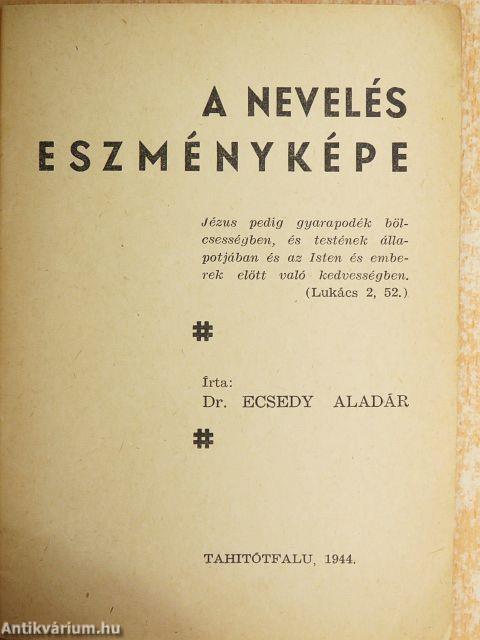 A NEVELÉS
ESZMÉNYKÉPE
Jézus pedig gyarapodék böl-
csességben, és testének álla-
potjában és az Isten és embe-
rek előtt való kedvességben.
(Lukács 2, 52.)
#
Írta:
Dr. ECSEDY ALADÁR
#
TAHITÓTFALU, 1944.
Antikvárium.hu